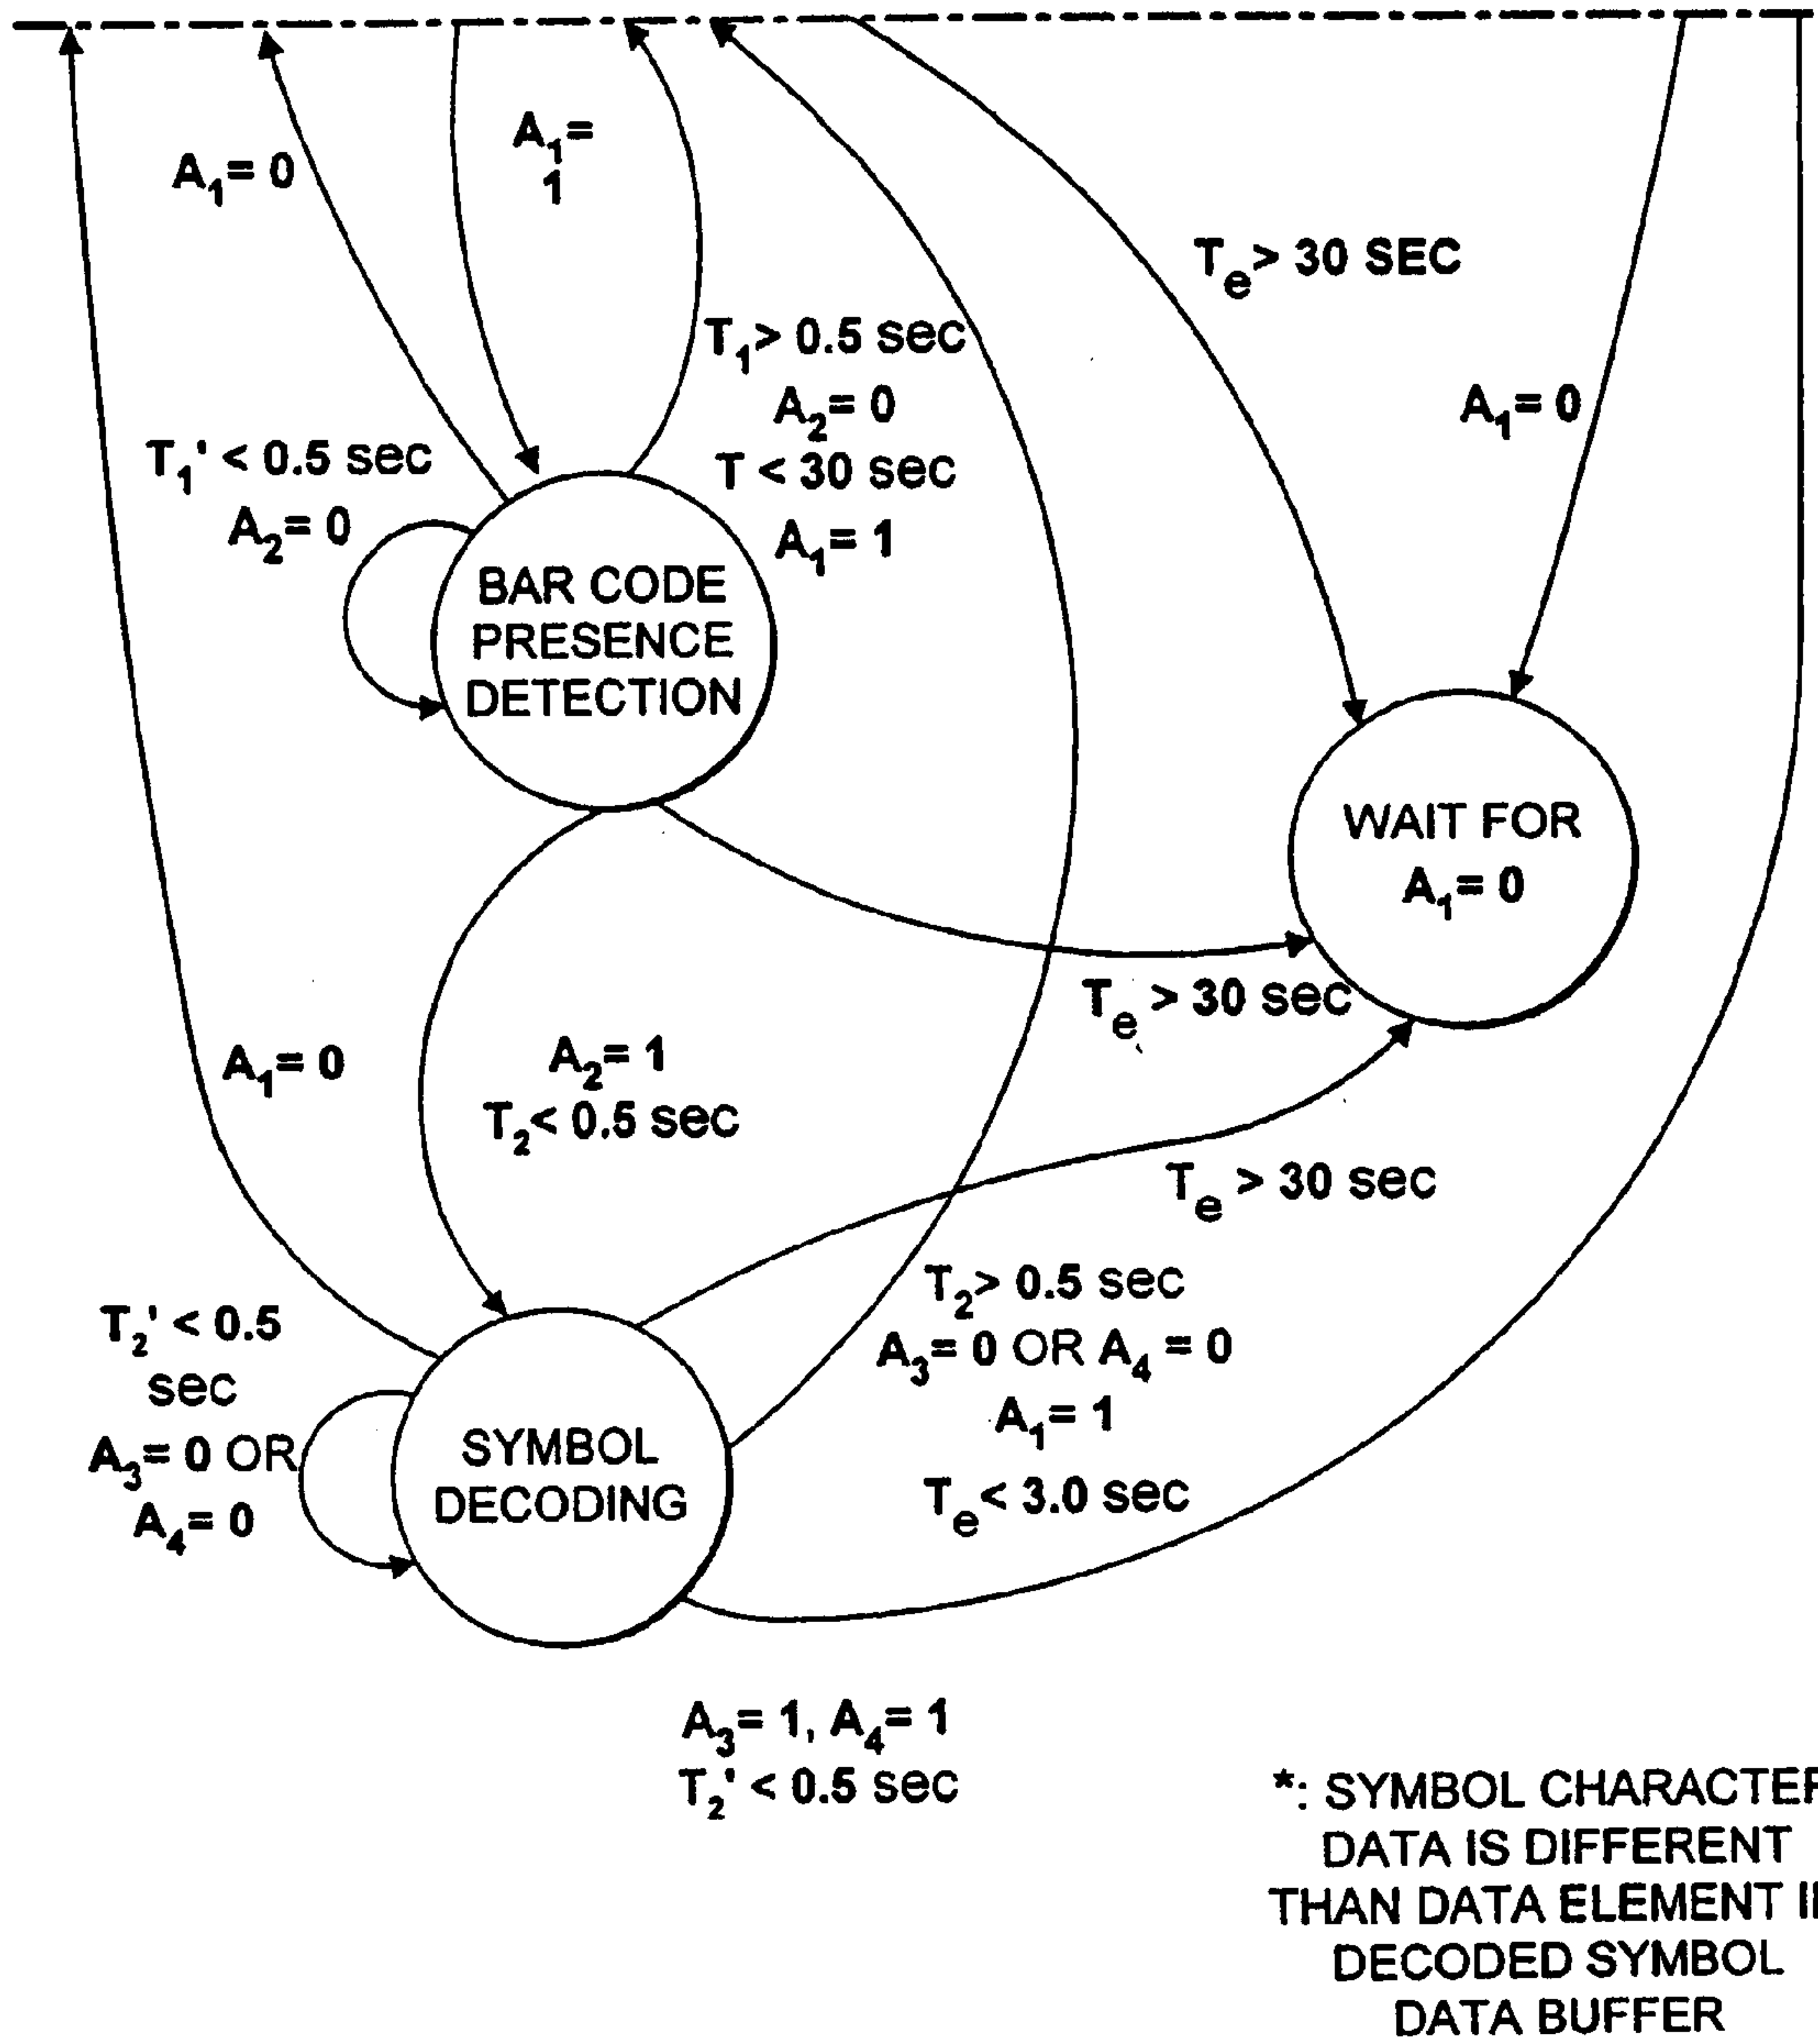 A₁= 0
A₁=
1
Tₑ> 30 SEC
A₁= 0
T₁> 0.5 sec
A₂= 0
T < 30 sec
A₁= 1
T₁' < 0.5 sec
A₂= 0
BAR CODE
PRESENCE
DETECTION
WAIT FOR
A₁= 0
Tₑ > 30 sec
A₁= 0
A₂= 1
T₂< 0.5 sec
Tₑ > 30 sec
T₂> 0.5 sec
A₃= 0 OR A₄ = 0
A₁= 1
Tₑ< 3.0 sec
T₂' < 0.5
sec
A₃= 0 OR
A₄= 0
SYMBOL
DECODING
A₃= 1, A₄= 1
T₂' < 0.5 sec
*: SYMBOL CHARACTER
DATA IS DIFFERENT
THAN DATA ELEMENT IN
DECODED SYMBOL
DATA BUFFER